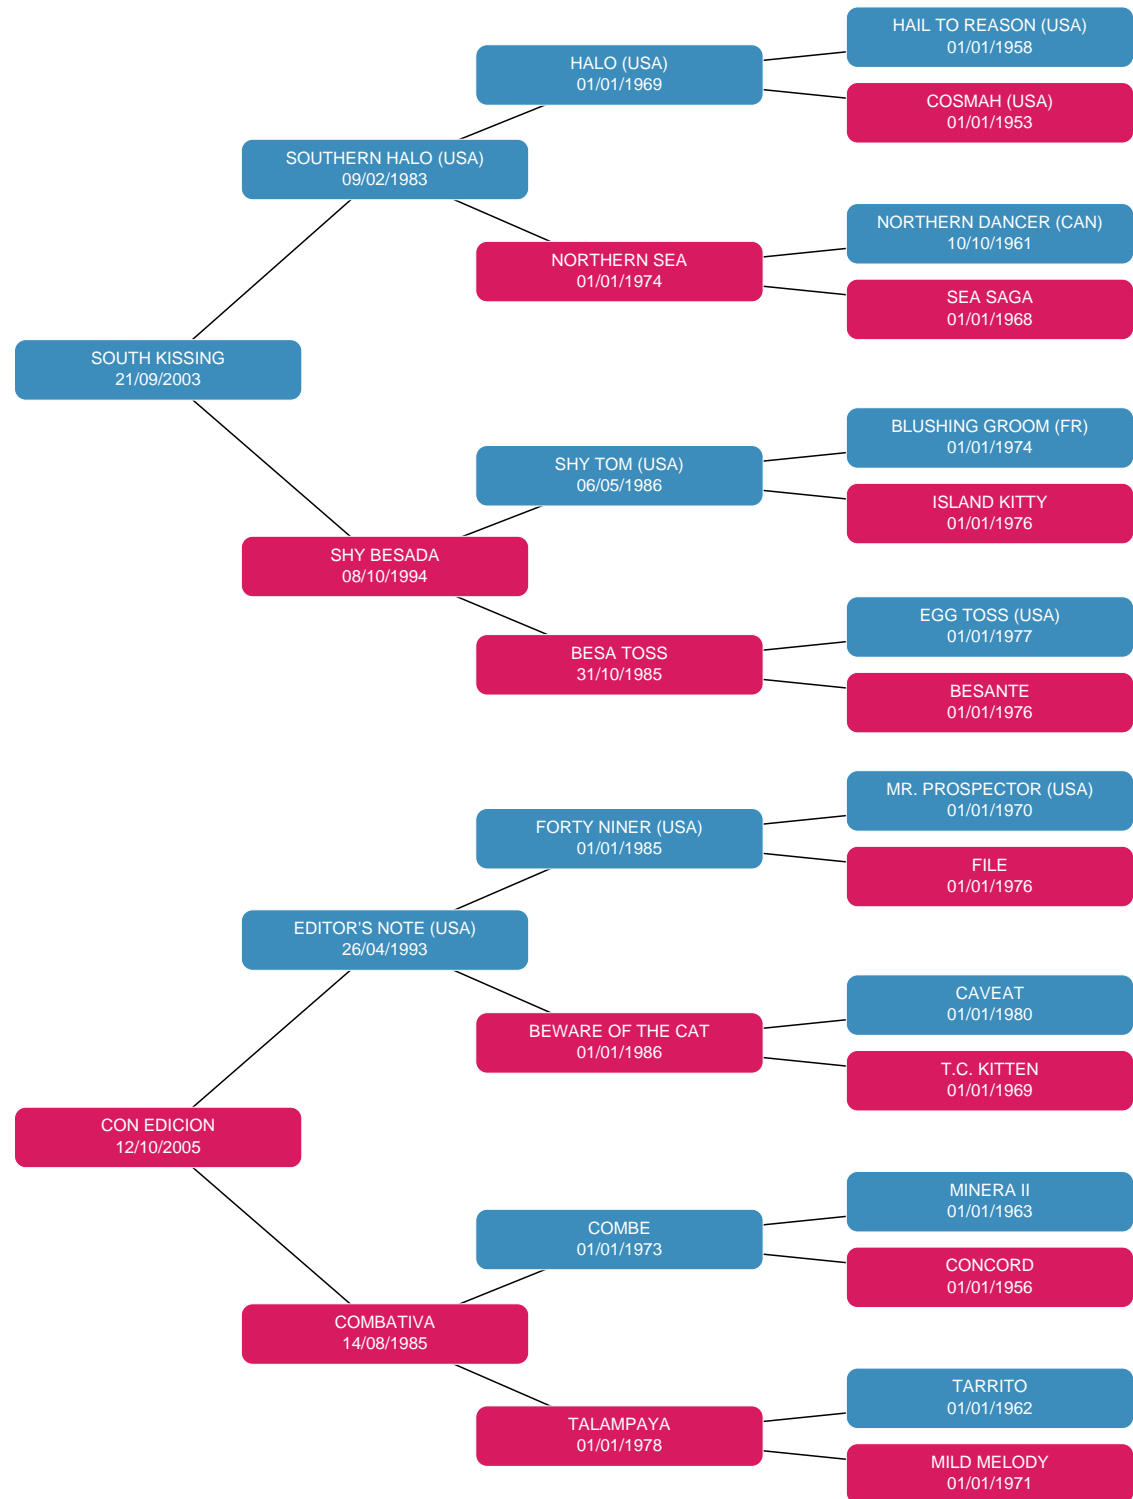 HAIL TO REASON (USA)
01/01/1958
HALO (USA)
01/01/1969
COSMAH (USA)
01/01/1953
SOUTHERN HALO (USA)
09/02/1983
NORTHERN DANCER (CAN)
10/10/1961
NORTHERN SEA
01/01/1974
SEA SAGA
01/01/1968
SOUTH KISSING
21/09/2003
BLUSHING GROOM (FR)
01/01/1974
SHY TOM (USA)
06/05/1986
ISLAND KITTY
01/01/1976
SHY BESADA
08/10/1994
EGG TOSS (USA)
01/01/1977
BESA TOSS
31/10/1985
BESANTE
01/01/1976
MR. PROSPECTOR (USA)
01/01/1970
FORTY NINER (USA)
01/01/1985
FILE
01/01/1976
EDITOR'S NOTE (USA)
26/04/1993
CAVEAT
01/01/1980
BEWARE OF THE CAT
01/01/1986
T.C. KITTEN
01/01/1969
CON EDICION
12/10/2005
MINERA II
01/01/1963
COMBE
01/01/1973
CONCORD
01/01/1956
COMBATIVA
14/08/1985
TARRITO
01/01/1962
TALAMPAYA
01/01/1978
MILD MELODY
01/01/1971